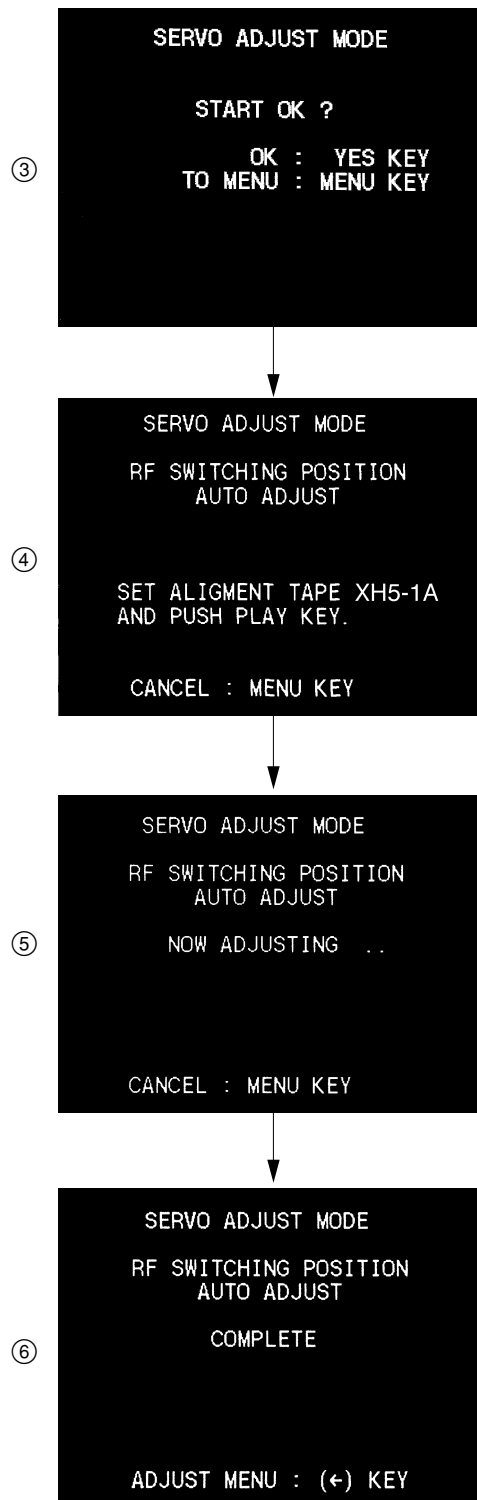 ③
SERVO ADJUST MODE
START OK ?
OK : YES KEY
TO MENU : MENU KEY
④
SERVO ADJUST MODE
RF SWITCHING POSITION
AUTO ADJUST
SET ALIGMENT TAPE XH5-1A
AND PUSH PLAY KEY.
CANCEL : MENU KEY
⑤
SERVO ADJUST MODE
RF SWITCHING POSITION
AUTO ADJUST
NOW ADJUSTING ..
CANCEL : MENU KEY
⑥
SERVO ADJUST MODE
RF SWITCHING POSITION
AUTO ADJUST
COMPLETE
ADJUST MENU : (←) KEY